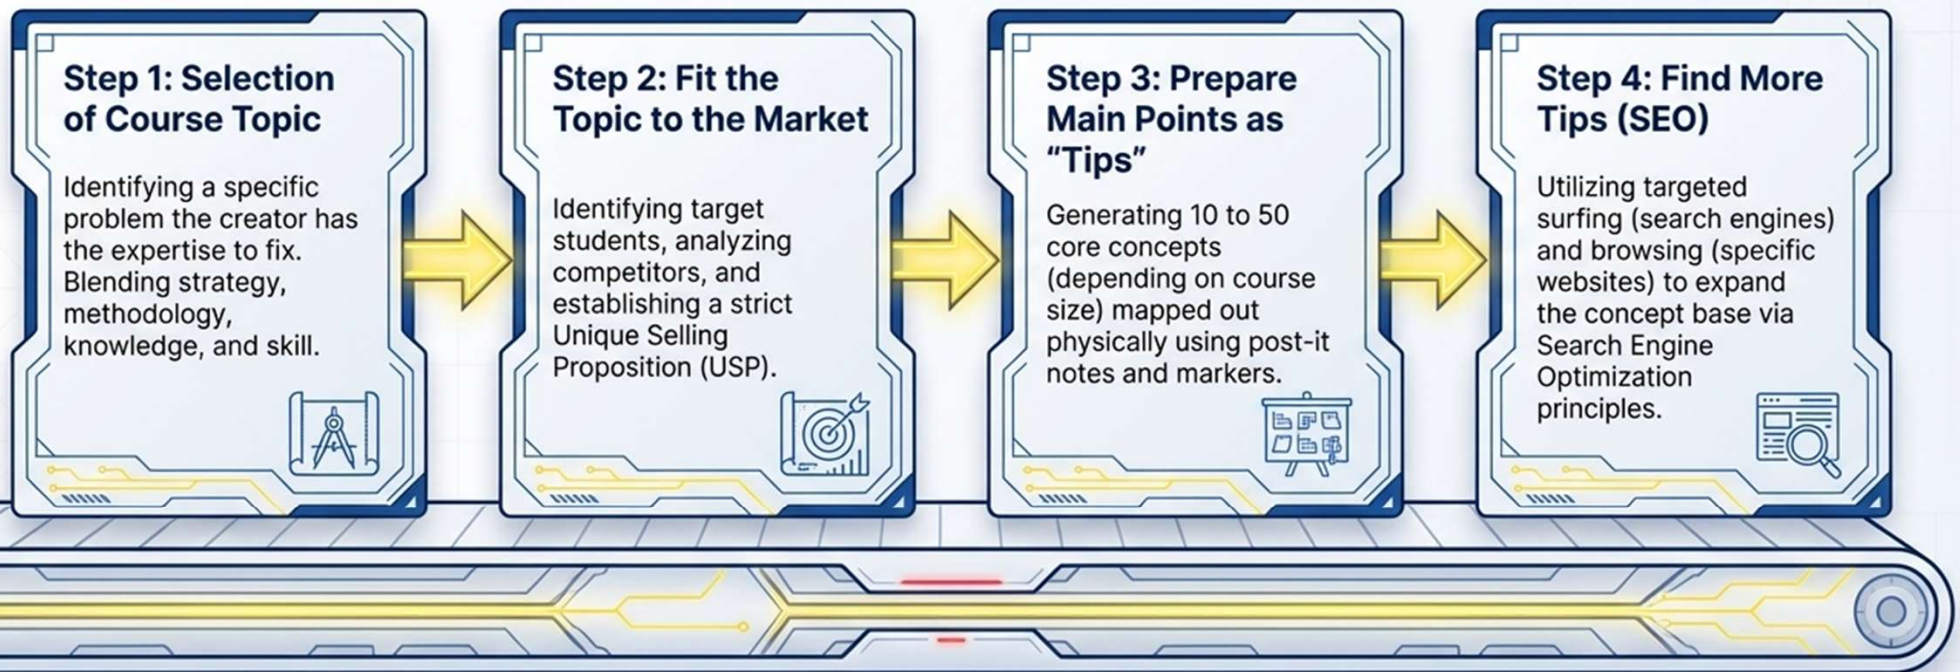 Step 1: Selection
of Course Topic
Identifying a specific
problem the creator has
the expertise to fix.
Blending strategy,
methodology,
knowledge, and skill.
Step 2: Fit the
Topic to the Market
Identifying target
students, analyzing
competitors, and
establishing a strict
Unique Selling
Proposition (USP).
Step 3: Prepare
Main Points as
“Tips”
Generating 10 to 50
core concepts
(depending on course
size) mapped out
physically using post-it
notes and markers.
Step 4: Find More
Tips (SEO)
Utilizing targeted
surfing (search engines)
and browsing (specific
websites) to expand
the concept base via
Search Engine
Optimization
principles.